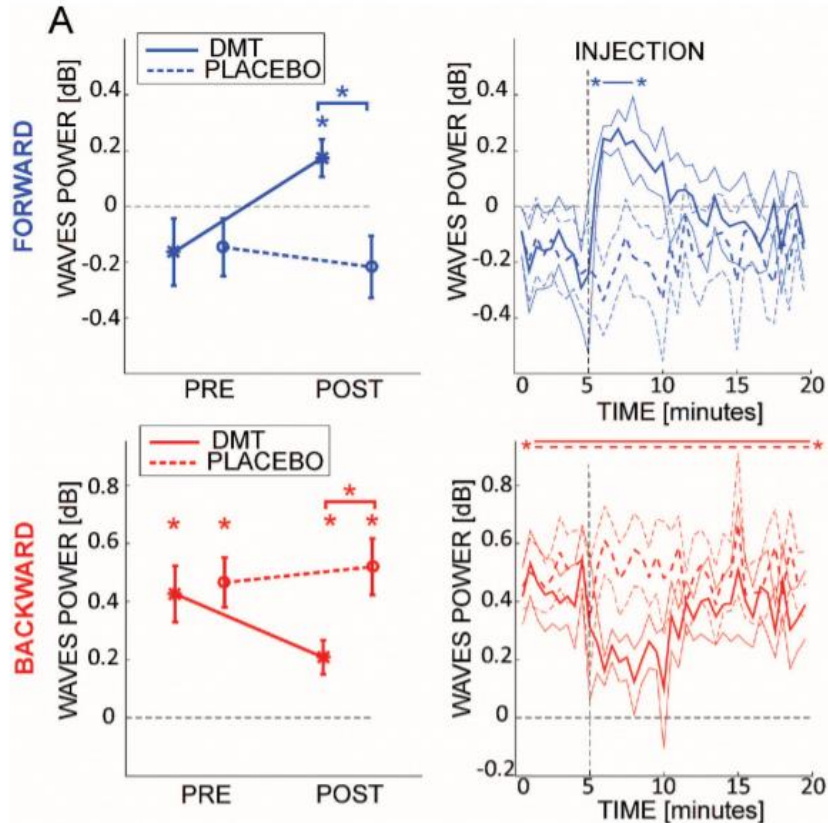 A
DMT
PLACEBO
FORWARD
WAVES POWER [dB]
0.4
0.2
0
-0.2
-0.4
PRE POST
*
*
INJECTION
* *
WAVES POWER [dB]
0.4
0.2
0
-0.2
-0.4
0 5 10 15 20
TIME [minutes]
DMT
PLACEBO
BACKWARD
WAVES POWER [dB]
0.8
0.6
0.4
0.2
0
PRE POST
*
* * * *
* *
WAVES POWER [dB]
0.8
0.6
0.4
0.2
0
-0.2
0 5 10 15 20
TIME [minutes]